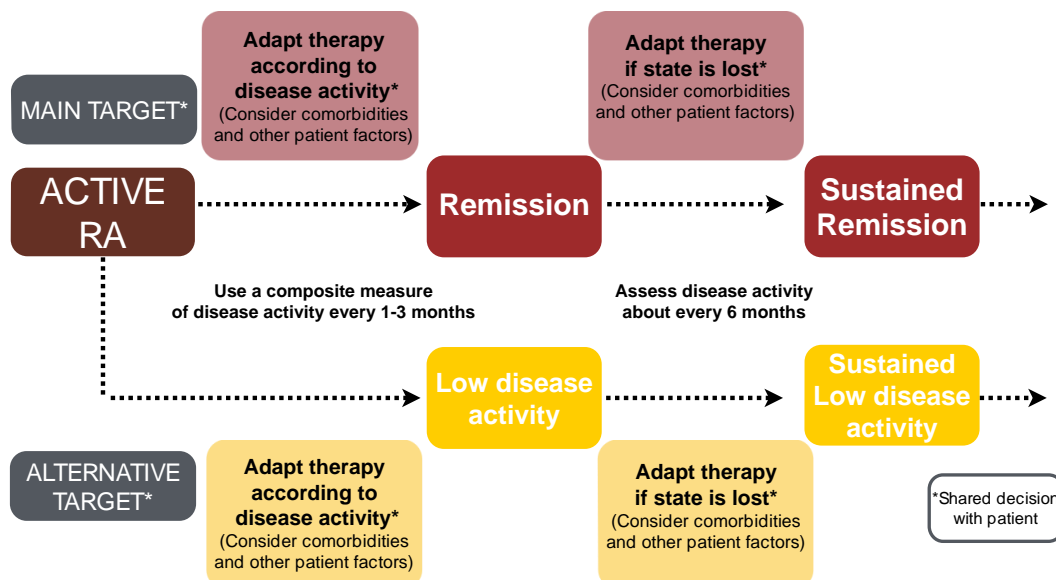 Adapt therapy
according to
disease activity*
(Consider comorbidities
and other patient factors)
Adapt therapy
if state is lost*
(Consider comorbidities
and other patient factors)
MAIN TARGET*
ACTIVE
RA
Remission
Sustained
Remission
Use a composite measure
of disease activity every 1-3 months
Assess disease activity
about every 6 months
Low disease
activity
Sustained
Low disease
activity
ALTERNATIVE
TARGET*
Adapt therapy
according to
disease activity*
(Consider comorbidities
and other patient factors)
Adapt therapy
if state is lost*
(Consider comorbidities
and other patient factors)
*Shared decision
with patient